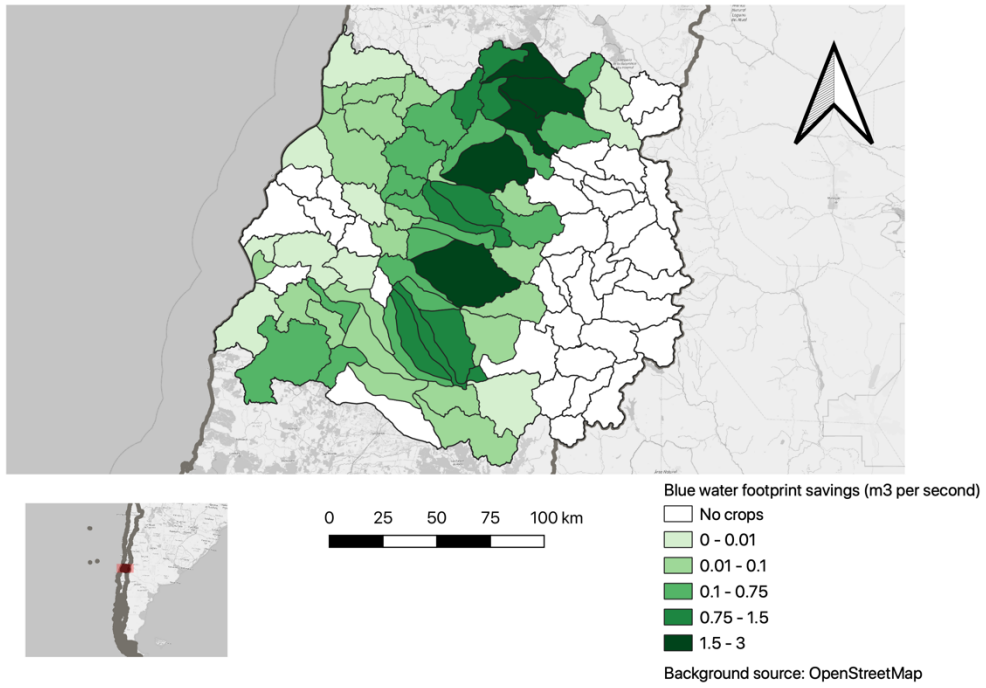 0 25 50 75 100 km
Blue water footprint savings (m3 per second)
No crops
0 - 0.01
0.01 - 0.1
0.1 - 0.75
0.75 - 1.5
1.5 - 3
Background source: OpenStreetMap